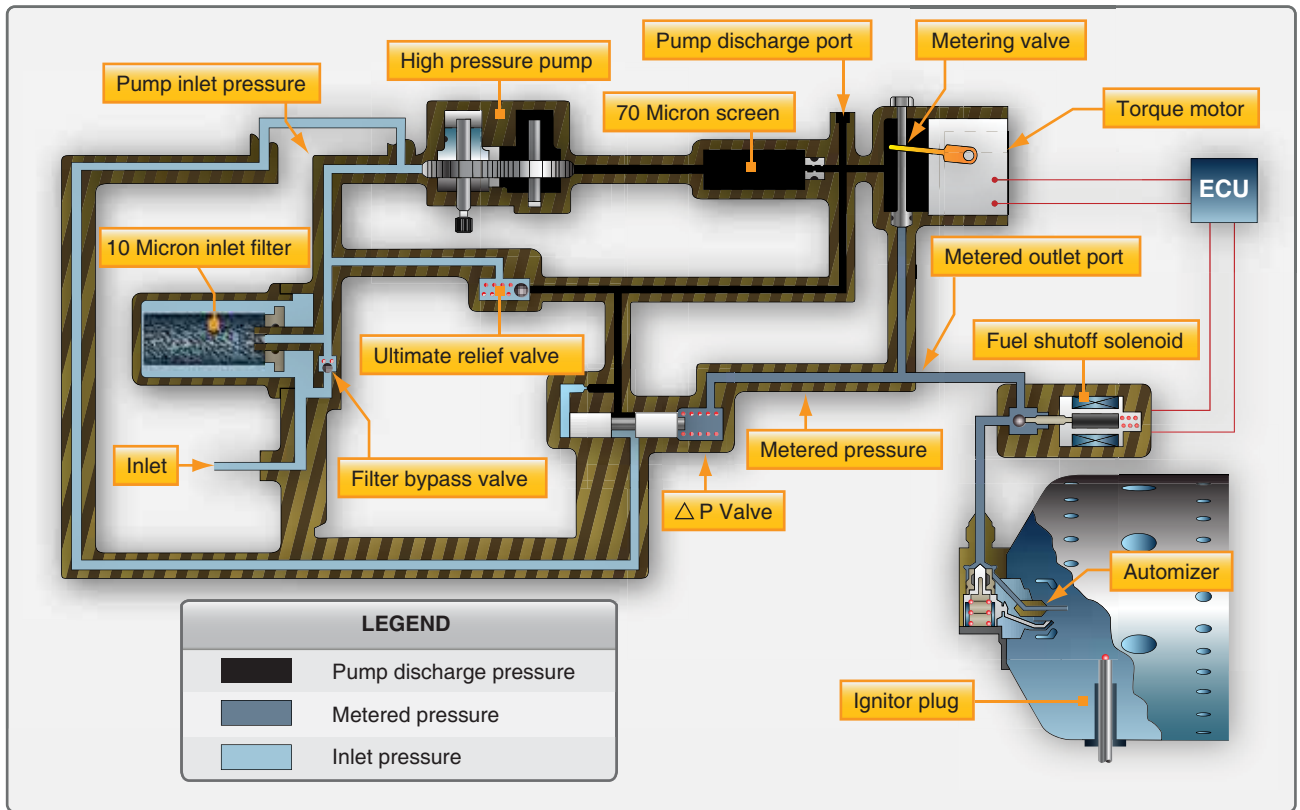 Pump discharge port
Metering valve
High pressure pump
Pump inlet pressure
70 Micron screen
Torque motor
ECU
10 Micron inlet filter
Metered outlet port
Ultimate relief valve
Fuel shutoff solenoid
Inlet
Filter bypass valve
Metered pressure
△ P Valve
Automizer
Ignitor plug
LEGEND
Pump discharge pressure
Metered pressure
Inlet pressure